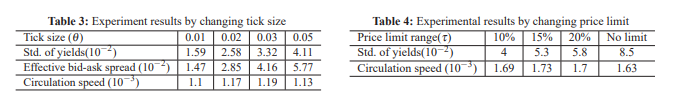 Table 3: Experiment results by changing tick size
Tick size (θ) 0.01 0.02 0.03 0.05
Std. of yields(10⁻²) 1.59 2.58 3.32 4.11
Effective bid-ask spread (10⁻²) 1.47 2.85 4.16 5.77
Circulation speed (10⁻³) 1.1 1.17 1.19 1.13
Table 4: Experimental results by changing price limit
Price limit range(τ) 10% 15% 20% No limit
Std. of yields(10⁻²) 4 5.3 5.8 8.5
Circulation speed (10⁻³) 1.69 1.73 1.7 1.63